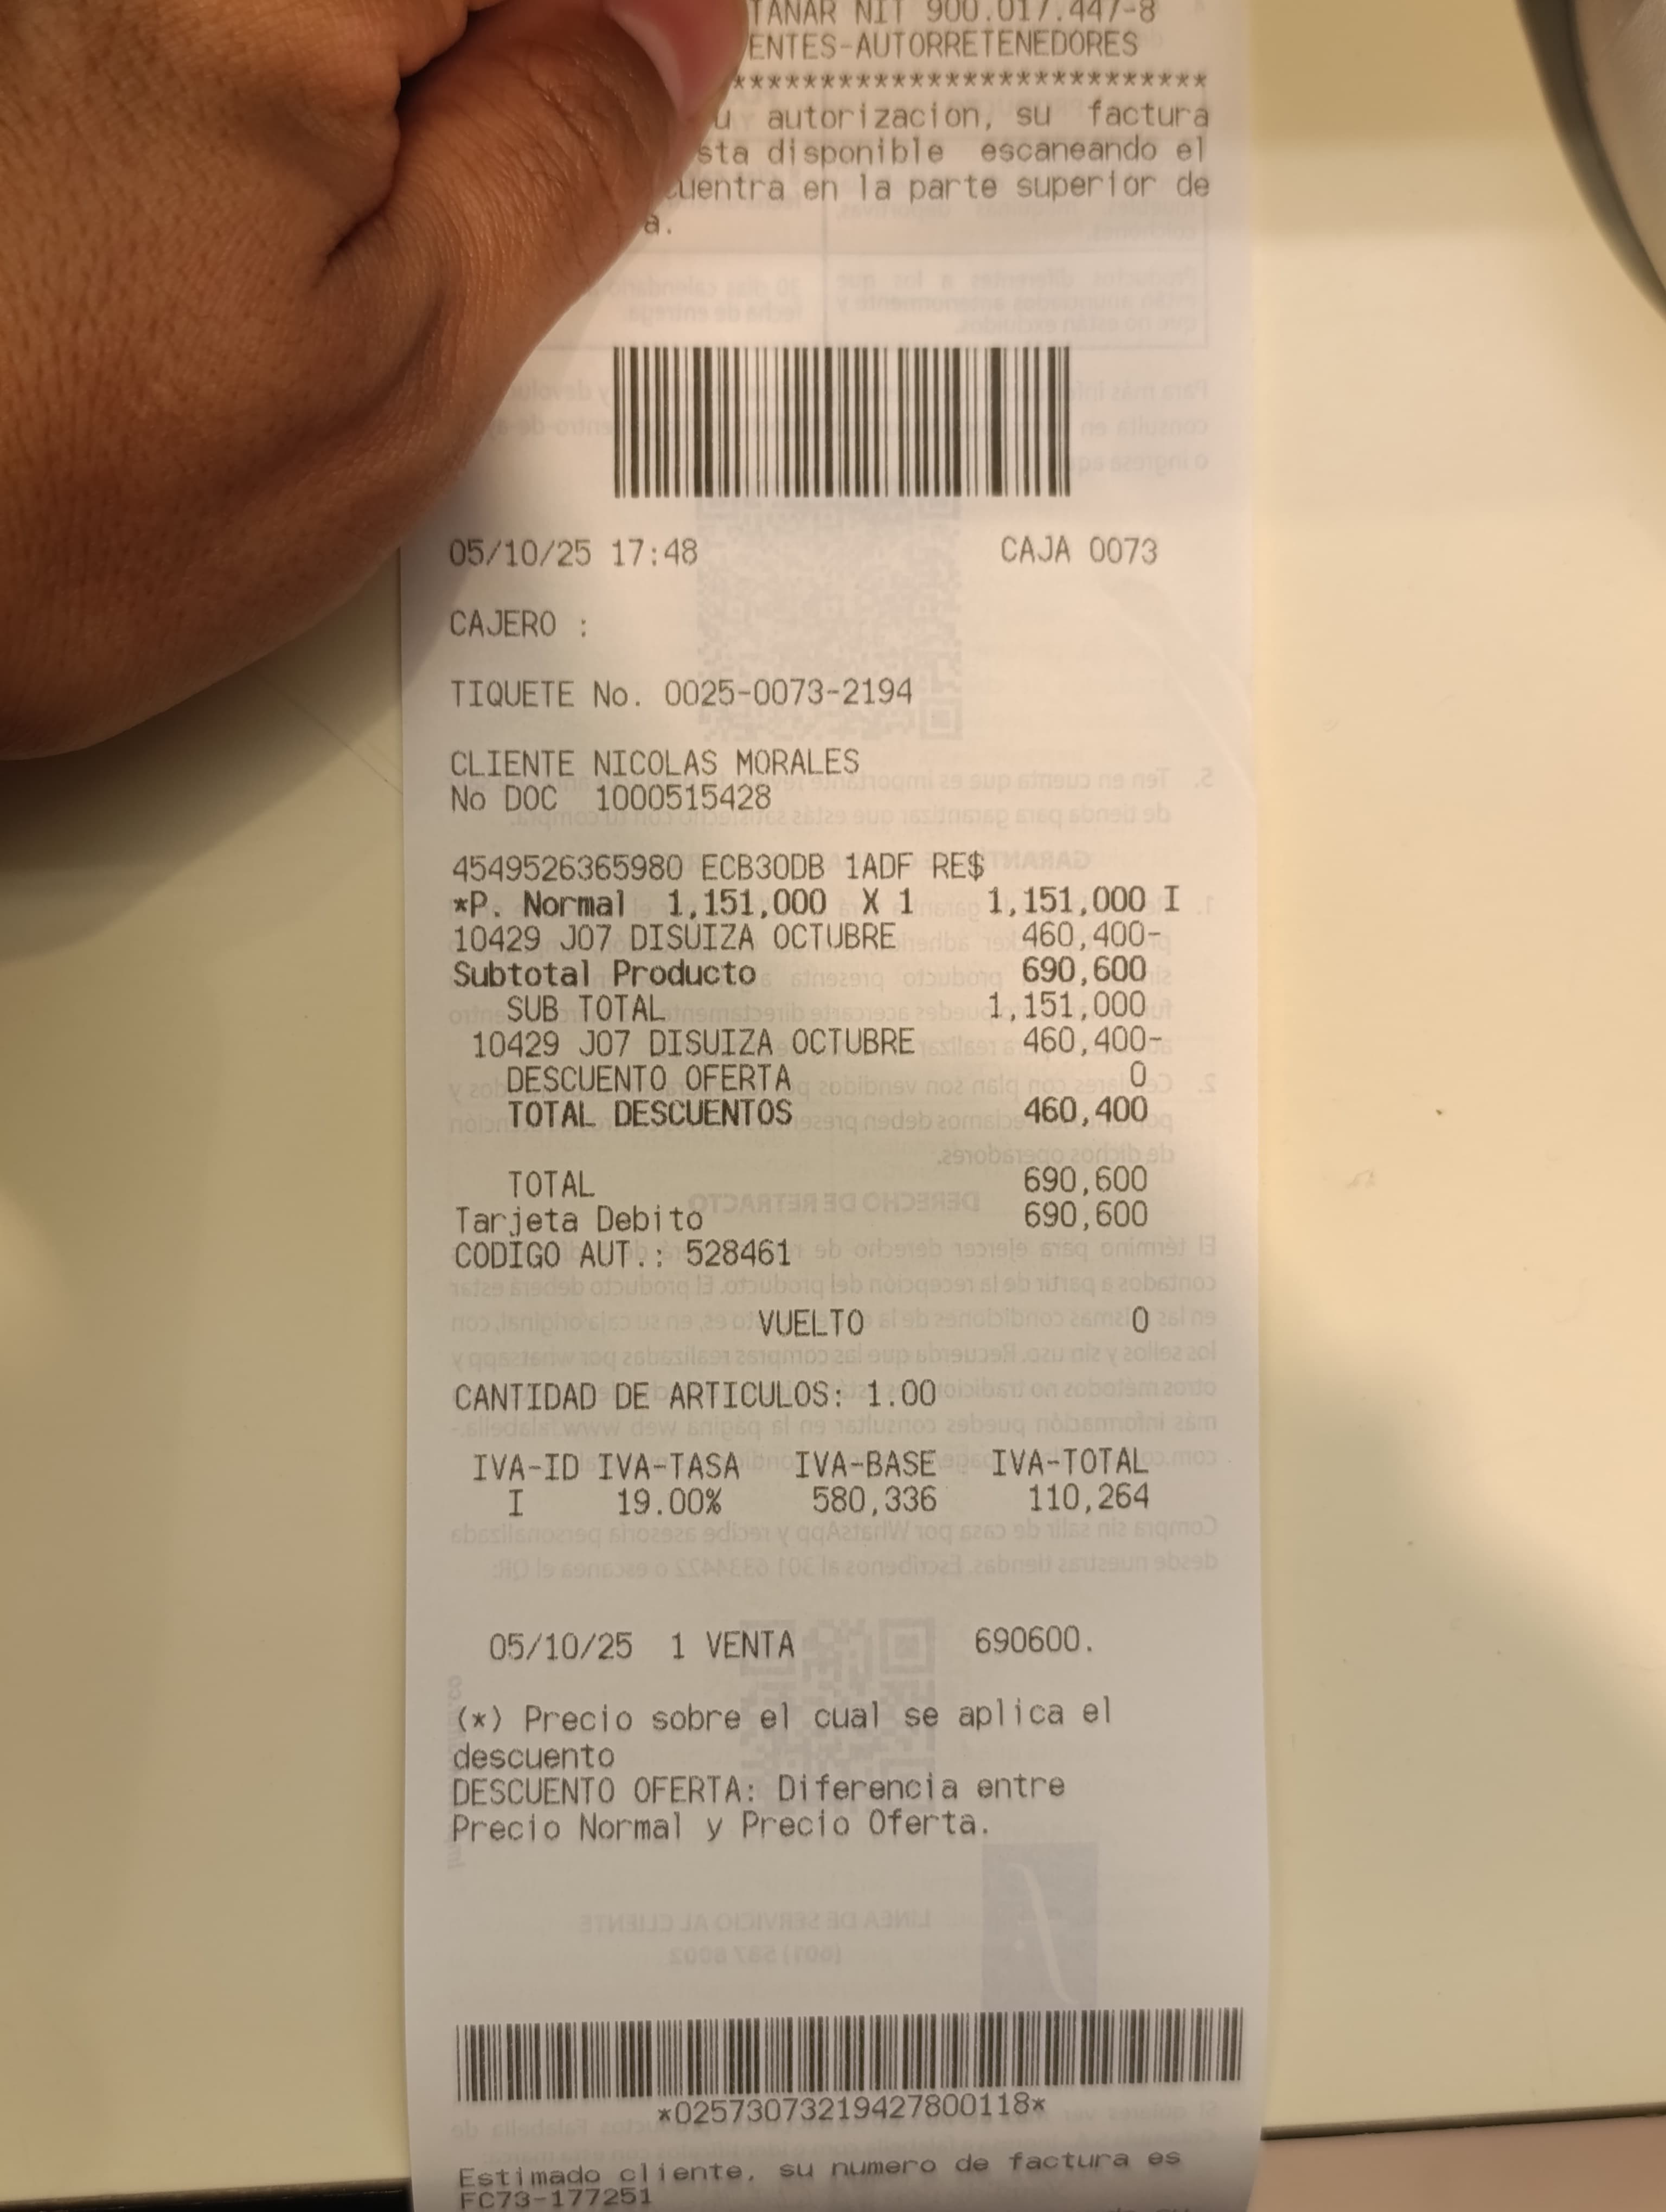 TANAR NIT 900.017.447-8
ENTES-AUTORRETENEDORES
**************************
u autorizacion, su factura
sta disponible escaneando el
cuentra en la parte superior de
a.
05/10/25 17:48 CAJA 0073
CAJERO :
TIQUETE No. 0025-0073-2194
CLIENTE NICOLAS MORALES
No DOC 1000515428
4549526365980 ECB30DB 1ADF RE$
*P. Normal 1,151,000 X 1 1,151,000 I
10429 J07 DISUIZA OCTUBRE 460,400-
Subtotal Producto 690,600
SUB TOTAL 1,151,000
10429 J07 DISUIZA OCTUBRE 460,400-
DESCUENTO OFERTA 0
TOTAL DESCUENTOS 460,400
TOTAL 690,600
Tarjeta Debito 690,600
CODIGO AUT.: 528461
VUELTO 0
CANTIDAD DE ARTICULOS: 1.00
IVA-ID IVA-TASA IVA-BASE IVA-TOTAL
I 19.00% 580,336 110,264
05/10/25 1 VENTA 690600.
(*) Precio sobre el cual se aplica el
descuento
DESCUENTO OFERTA: Diferencia entre
Precio Normal y Precio Oferta.
*02573073219427800118*
Estimado cliente, su numero de factura es
FC73-177251